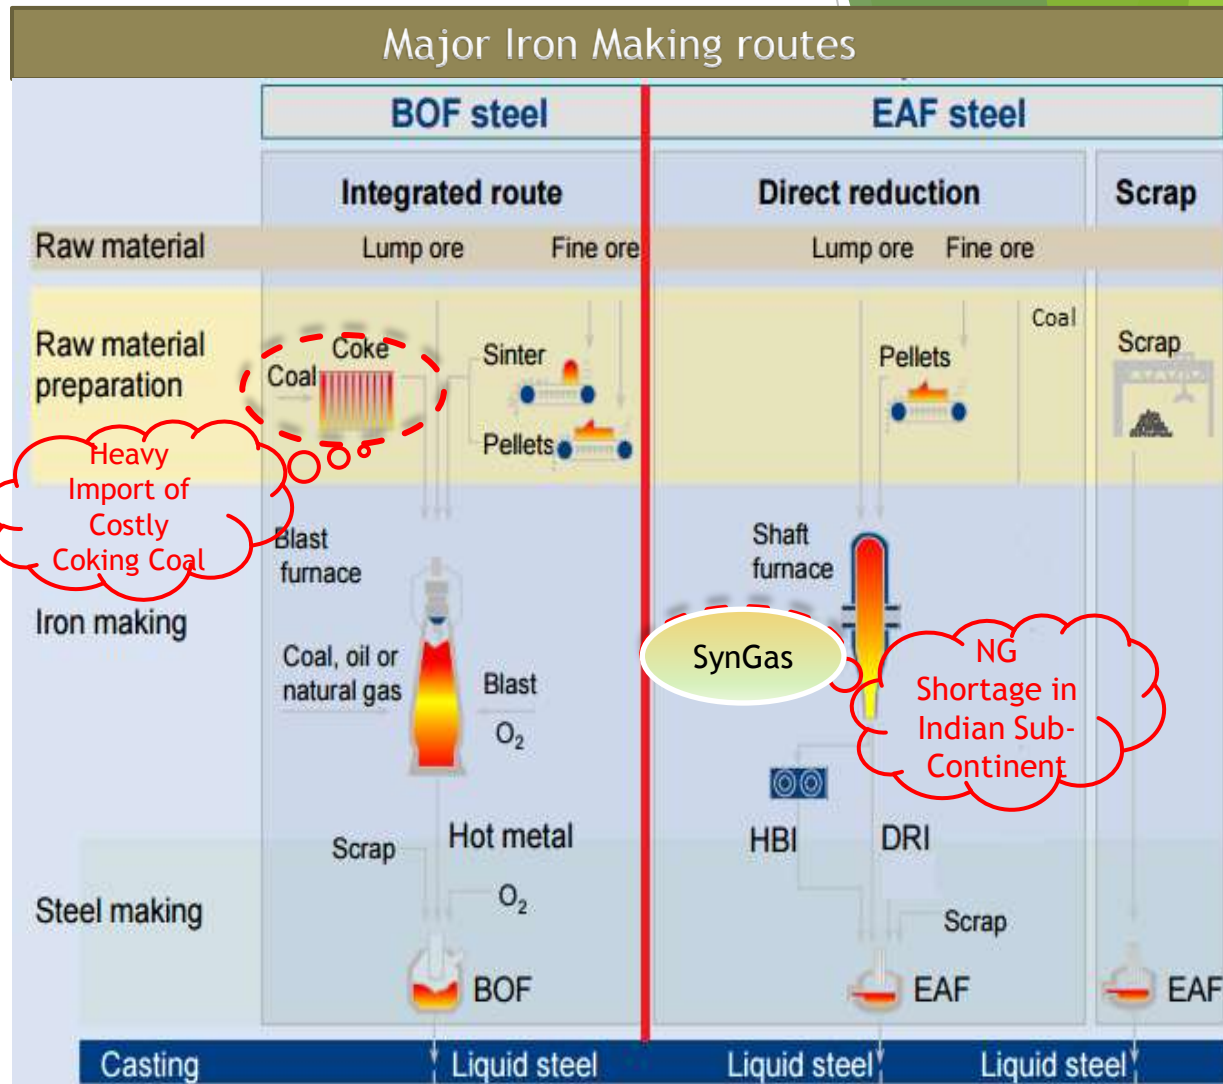 Major Iron Making routes
BOF steel
EAF steel
Integrated route
Direct reduction
Scrap
Raw material
Lump ore
Fine ore
Lump ore
Fine ore
Raw material
preparation
Coal
Coke
Sinter
Pellets
Pellets
Coal
Scrap
Heavy
Import of
Costly
Coking Coal
Iron making
Blast
furnace
Coal, oil or
natural gas
Blast
O₂
Shaft
furnace
SynGas
NG
Shortage in
Indian Sub-
Continent
HBI
DRI
Steel making
Scrap
Hot metal
O₂
BOF
Scrap
EAF
EAF
Casting
Liquid steel
Liquid steel
Liquid steel